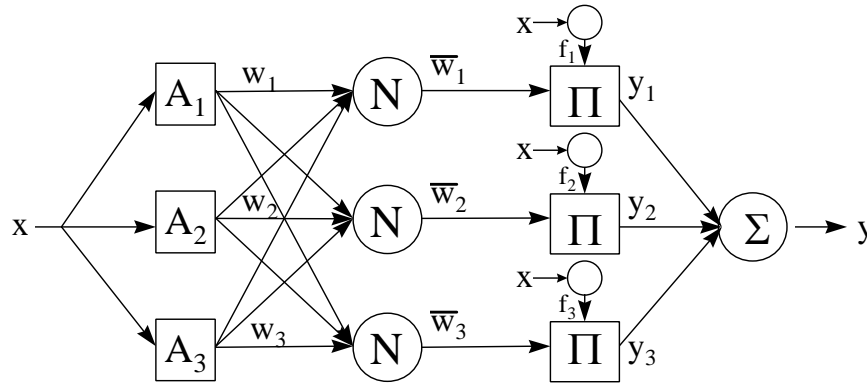 x
f₁
A₁ w₁ N w̅₁ Π y₁
x
f₂
x A₂ w₂ N w̅₂ Π y₂ Σ y
x
f₃
A₃ w₃ N w̅₃ Π y₃